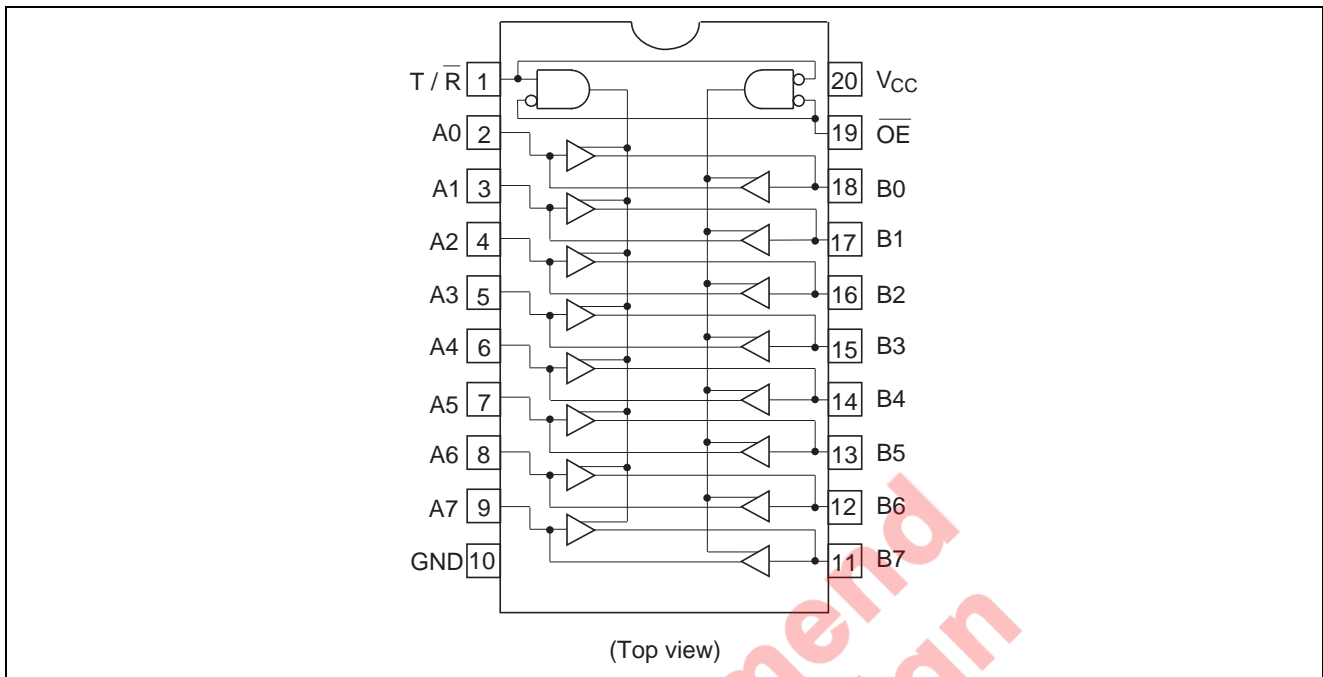 T / R̅ 1
A0 2
A1 3
A2 4
A3 5
A4 6
A5 7
A6 8
A7 9
GND 10
20 VCC
19 O̅E̅
18 B0
17 B1
16 B2
15 B3
14 B4
13 B5
12 B6
11 B7
(Top view)